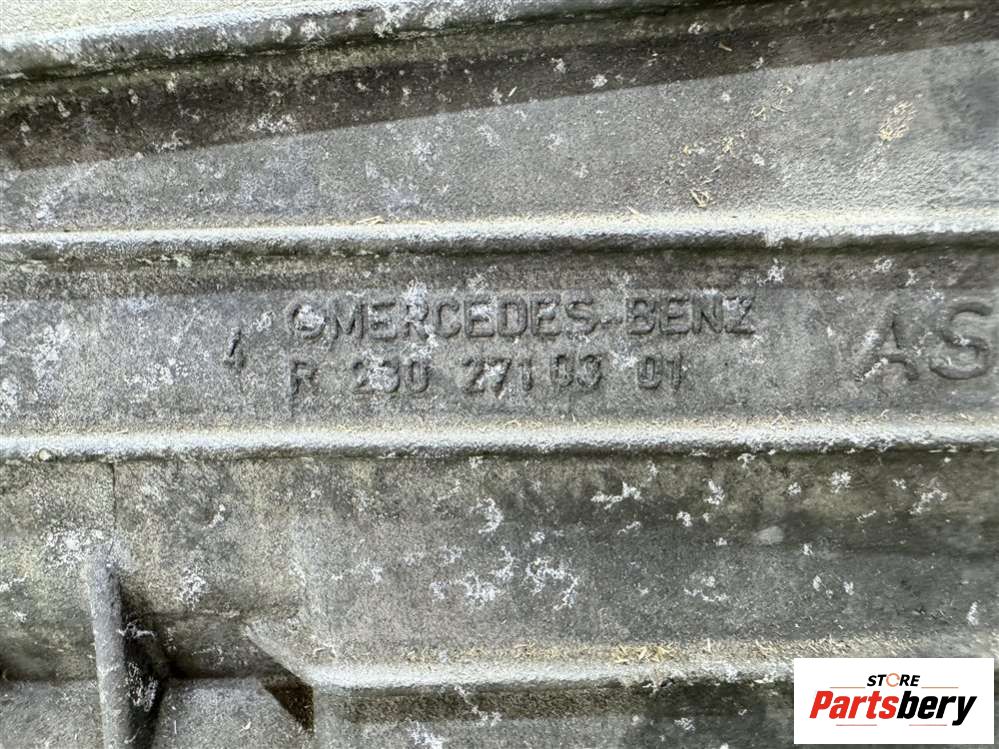 MERCEDES-BENZ
4
R 230 271 03 01
AS
STORE
Partsbery